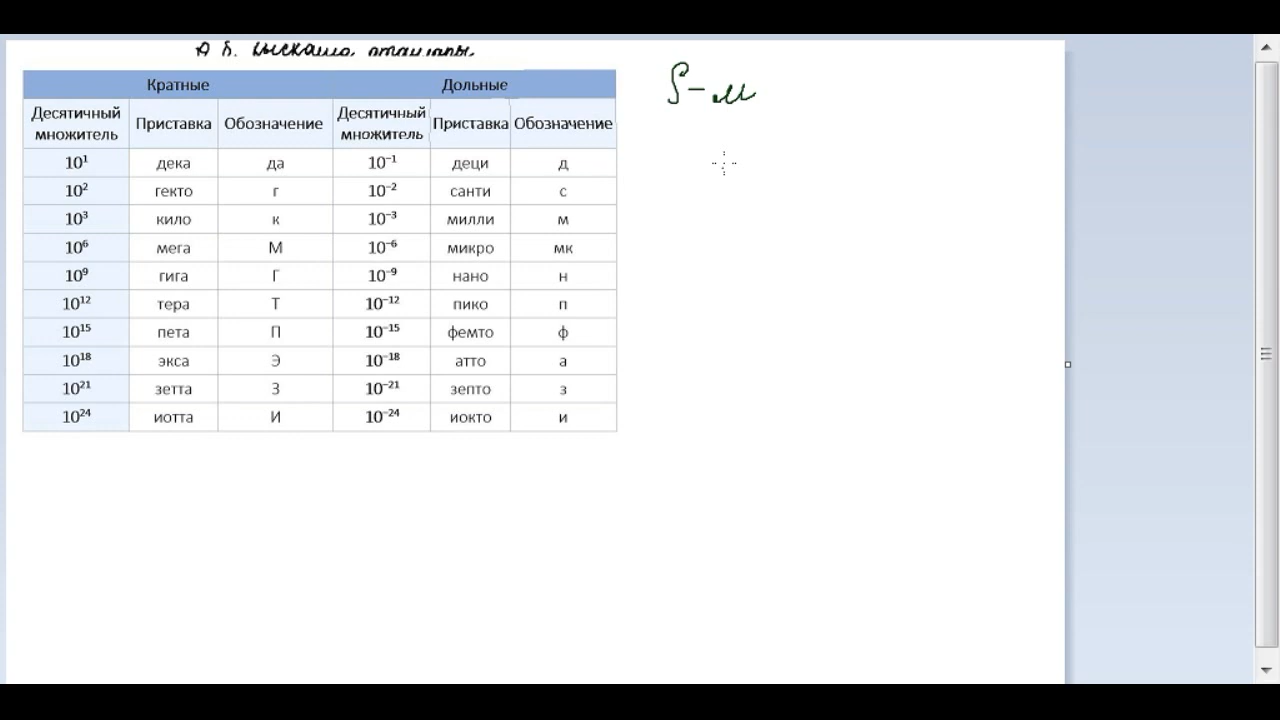 Кратные Дольные
Десятичный множитель Приставка Обозначение Десятичный множитель Приставка Обозначение
10¹ дека да 10⁻¹ деци д
10² гекто г 10⁻² санти с
10³ кило к 10⁻³ милли м
10⁶ мега М 10⁻⁶ микро мк
10⁹ гига Г 10⁻⁹ нано н
10¹² тера Т 10⁻¹² пико п
10¹⁵ пета П 10⁻¹⁵ фемто ф
10¹⁸ экса Э 10⁻¹⁸ атто а
10²¹ зетта З 10⁻²¹ зепто з
10²⁴ иотта И 10⁻²⁴ иокто и
S - м